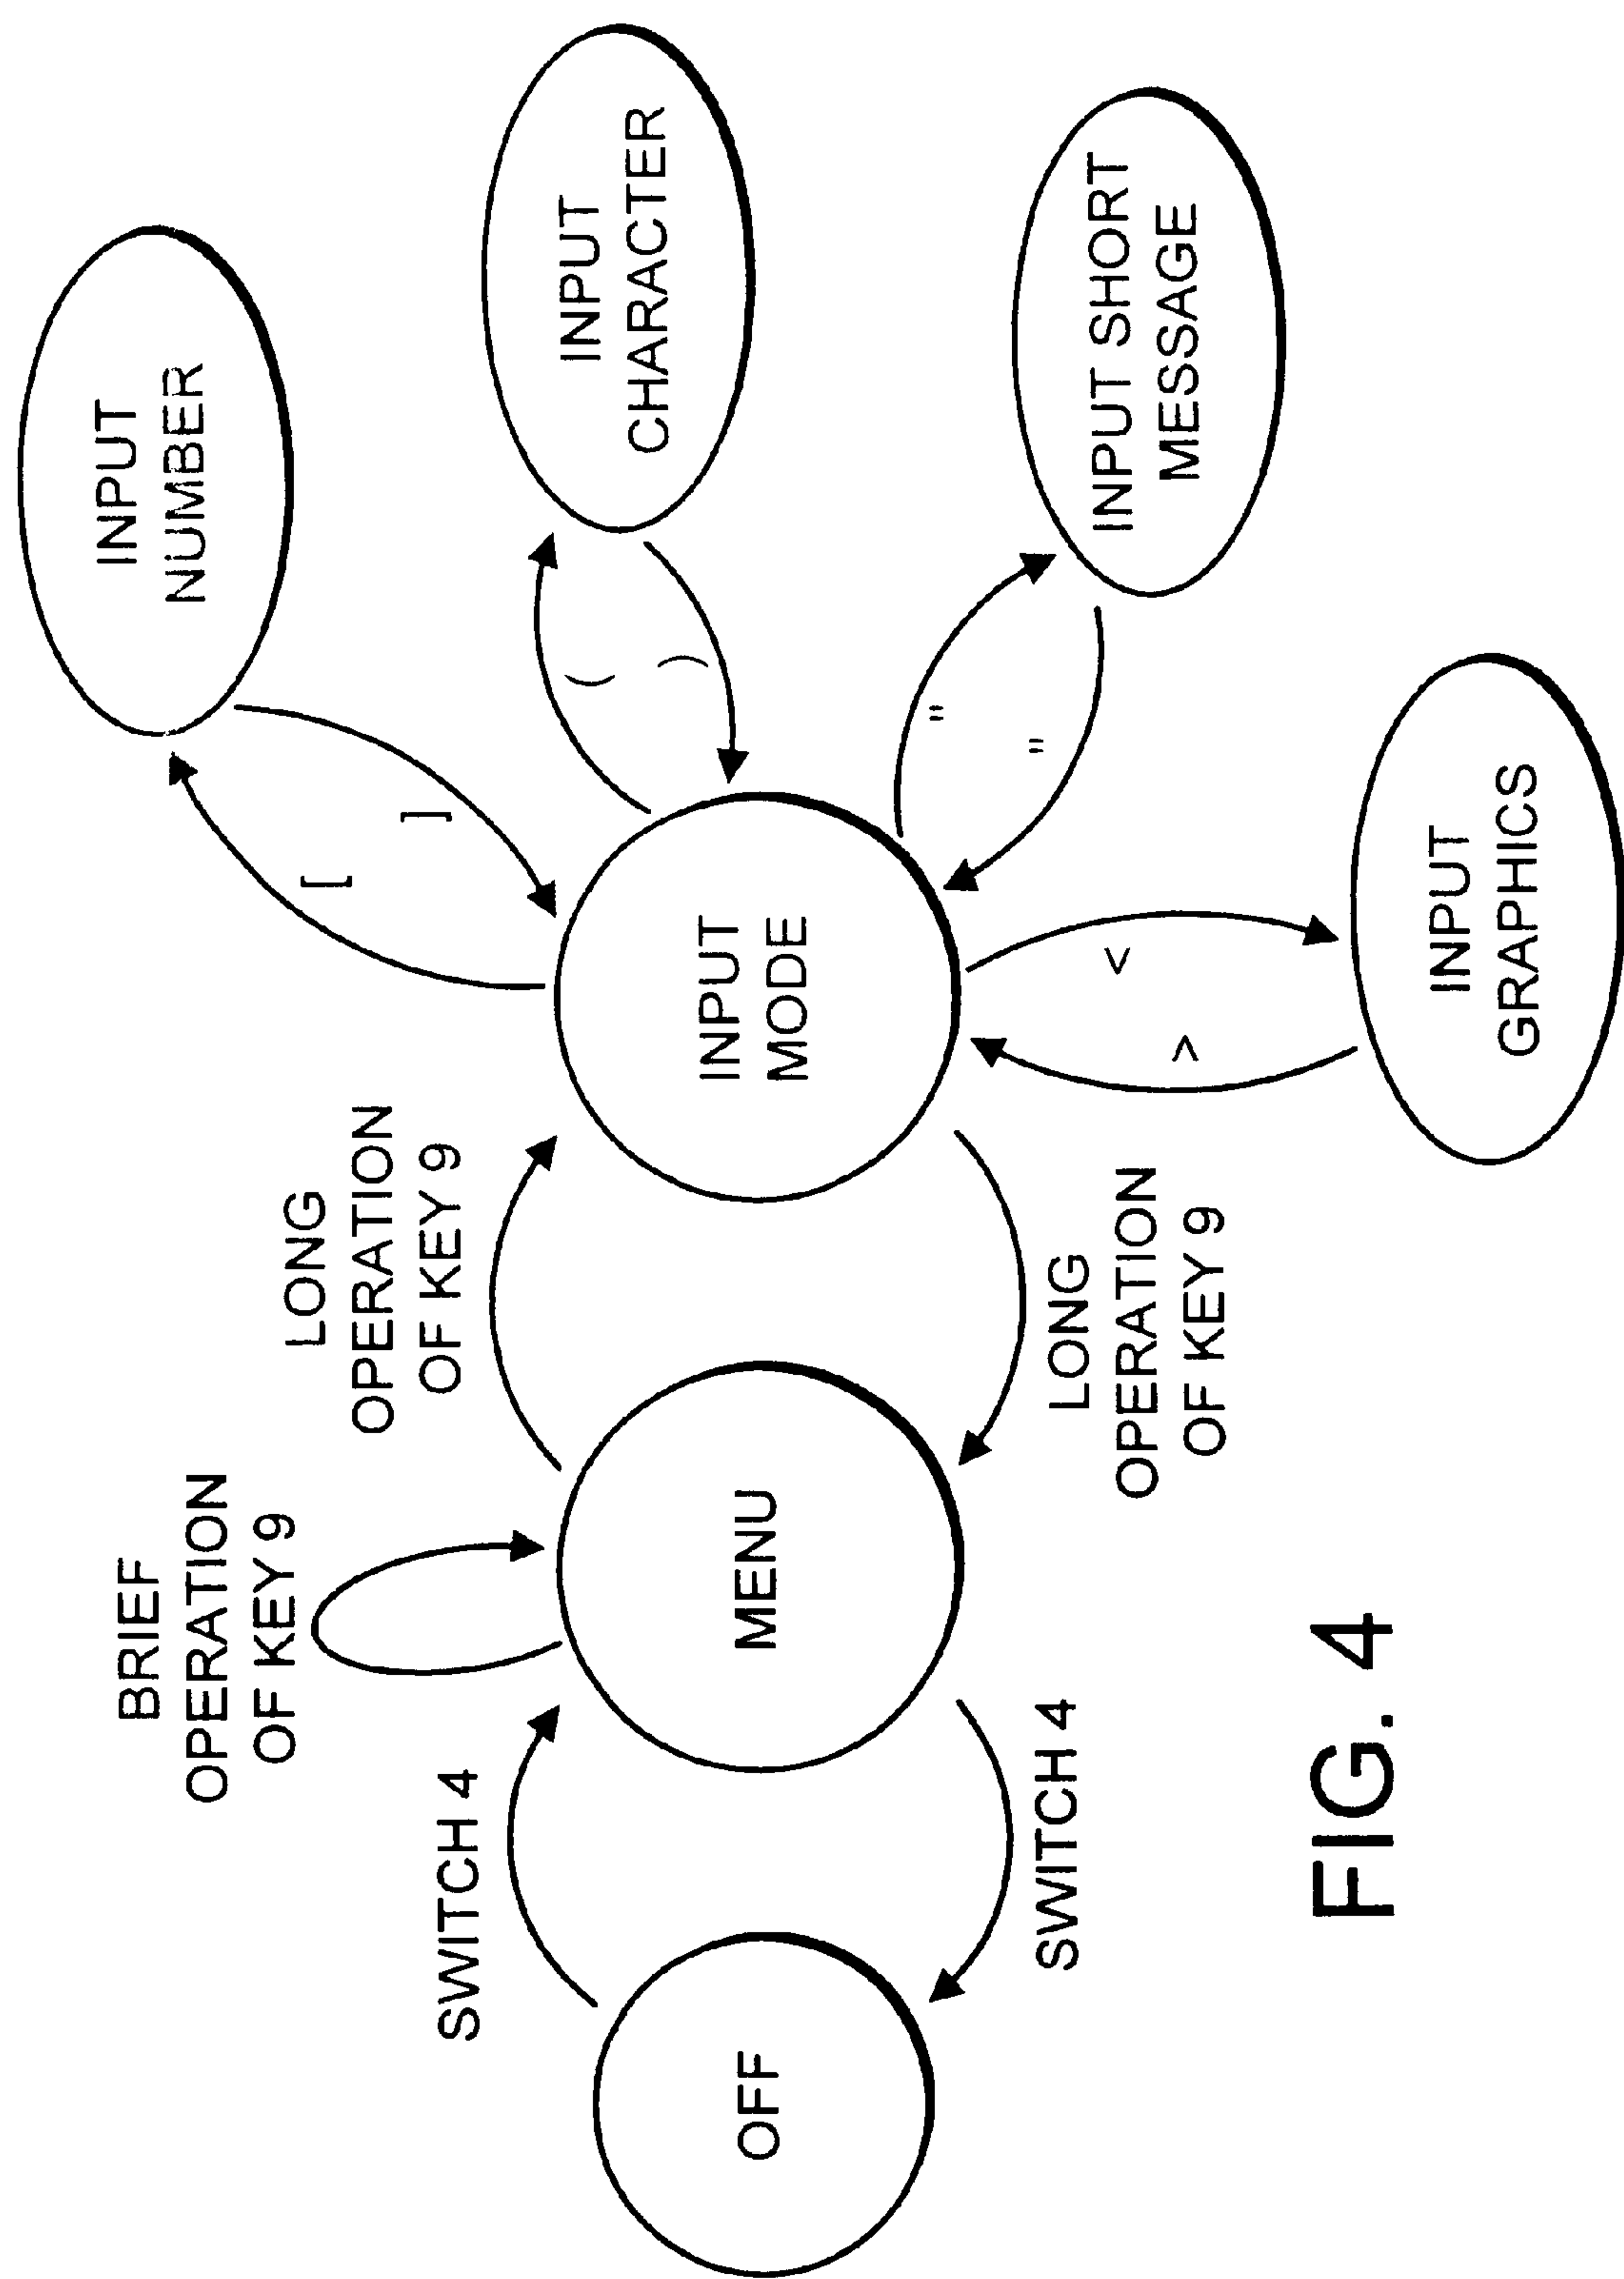 INPUT
NUMBER
BRIEF
OPERATION
OF KEY 9
LONG
OPERATION
OF KEY 9
[
]
SWITCH 4
INPUT
CHARACTER
(
)
OFF
MENU
INPUT
MODE
"
"
SWITCH 4
LONG
OPERATION
OF KEY 9
INPUT SHORT
MESSAGE
<
>
INPUT
GRAPHICS
FIG. 4